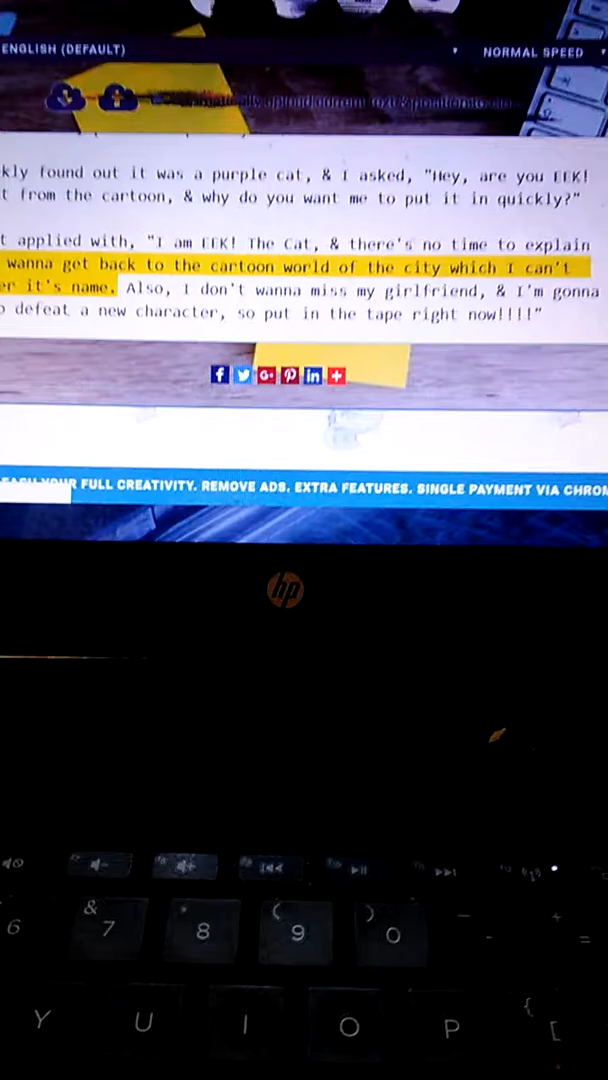 ENGLISH (DEFAULT) NORMAL SPEED
kly found out it was a purple cat, & I asked, "Hey, are you EEK!
t from the cartoon, & why do you want me to put it in quickly?"
t applied with, "I am EEK! The Cat, & there's no time to explain
wanna get back to the cartoon world of the city which I can't
er it's name. Also, I don't wanna miss my girlfriend, & I'm gonna
o defeat a new character, so put in the tape right now!!!!"
f G+ in +
YOUR FULL CREATIVITY. REMOVE ADS. EXTRA FEATURES. SINGLE PAYMENT VIA CHROM
hp
6 & 7 * 8 ( 9 ) 0 _ - + =
Y U I O P { [